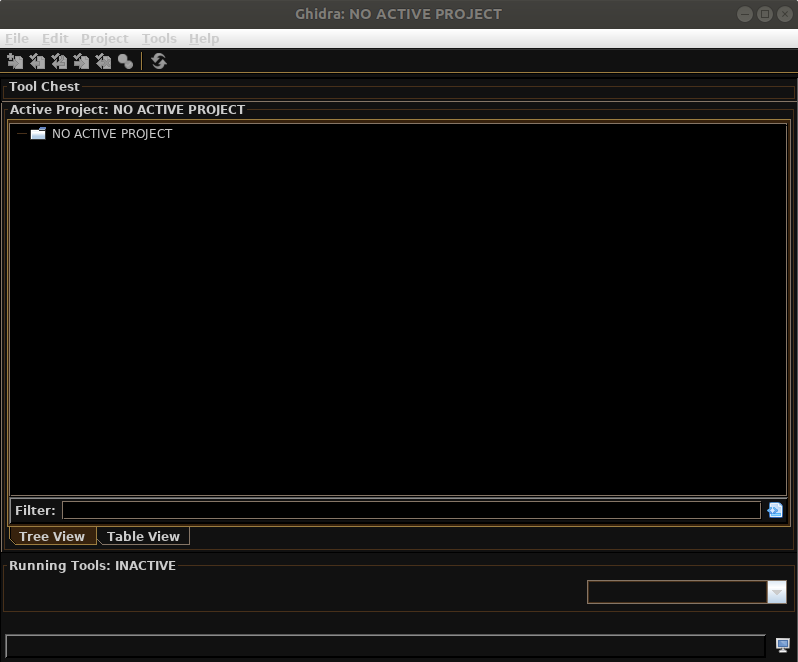 Ghidra: NO ACTIVE PROJECT
File Edit Project Tools Help
Tool Chest
Active Project: NO ACTIVE PROJECT
NO ACTIVE PROJECT
Filter:
Tree View Table View
Running Tools: INACTIVE